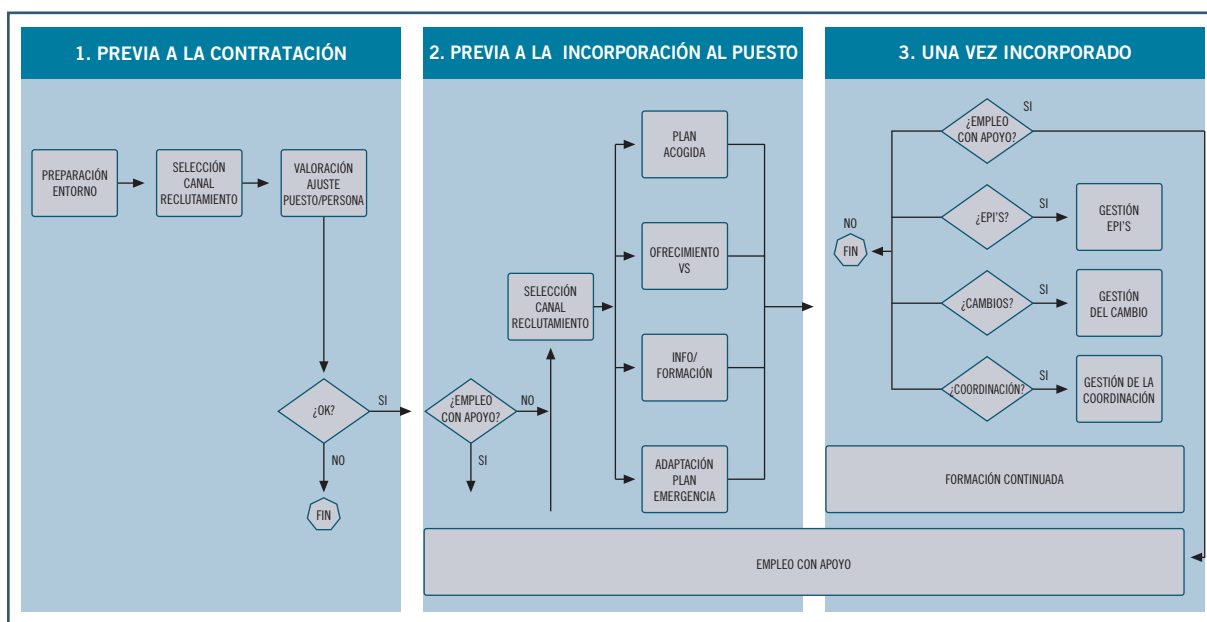 1. PREVIA A LA CONTRATACIÓN
PREPARACIÓN
ENTORNO
SELECCIÓN
CANAL
RECLUTAMIENTO
VALORACIÓN
AJUSTE
PUESTO/PERSONA
¿OK?
SI
NO
FIN
2. PREVIA A LA INCORPORACIÓN AL PUESTO
¿EMPLEO
CON APOYO?
NO
SI
SELECCIÓN
CANAL
RECLUTAMIENTO
PLAN
ACOGIDA
OFRECIMIENTO
VS
INFO/
FORMACIÓN
ADAPTACIÓN
PLAN
EMERGENCIA
3. UNA VEZ INCORPORADO
¿EMPLEO
CON APOYO?
SI
NO
FIN
¿EPI'S?
SI
GESTIÓN
EPI'S
¿CAMBIOS?
SI
GESTIÓN
DEL CAMBIO
¿COORDINACIÓN?
SI
GESTIÓN DE LA
COORDINACIÓN
FORMACIÓN CONTINUADA
EMPLEO CON APOYO